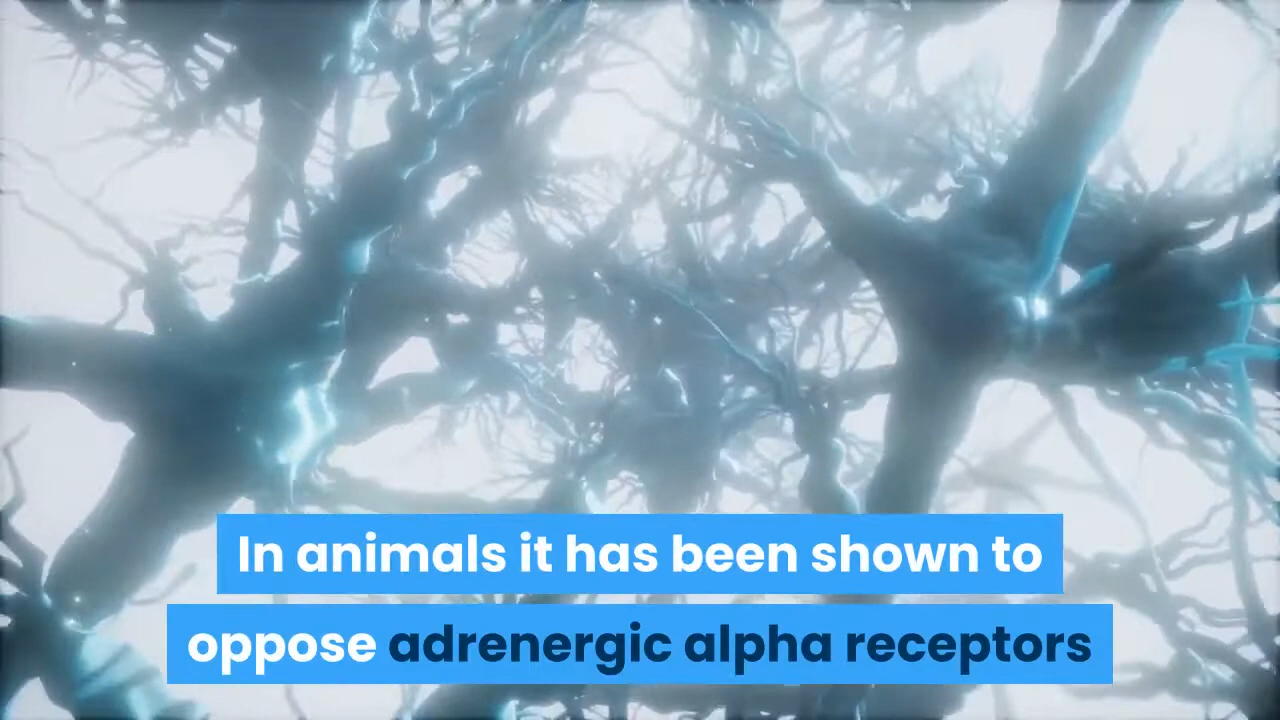 In animals it has been shown to
oppose adrenergic alpha receptors